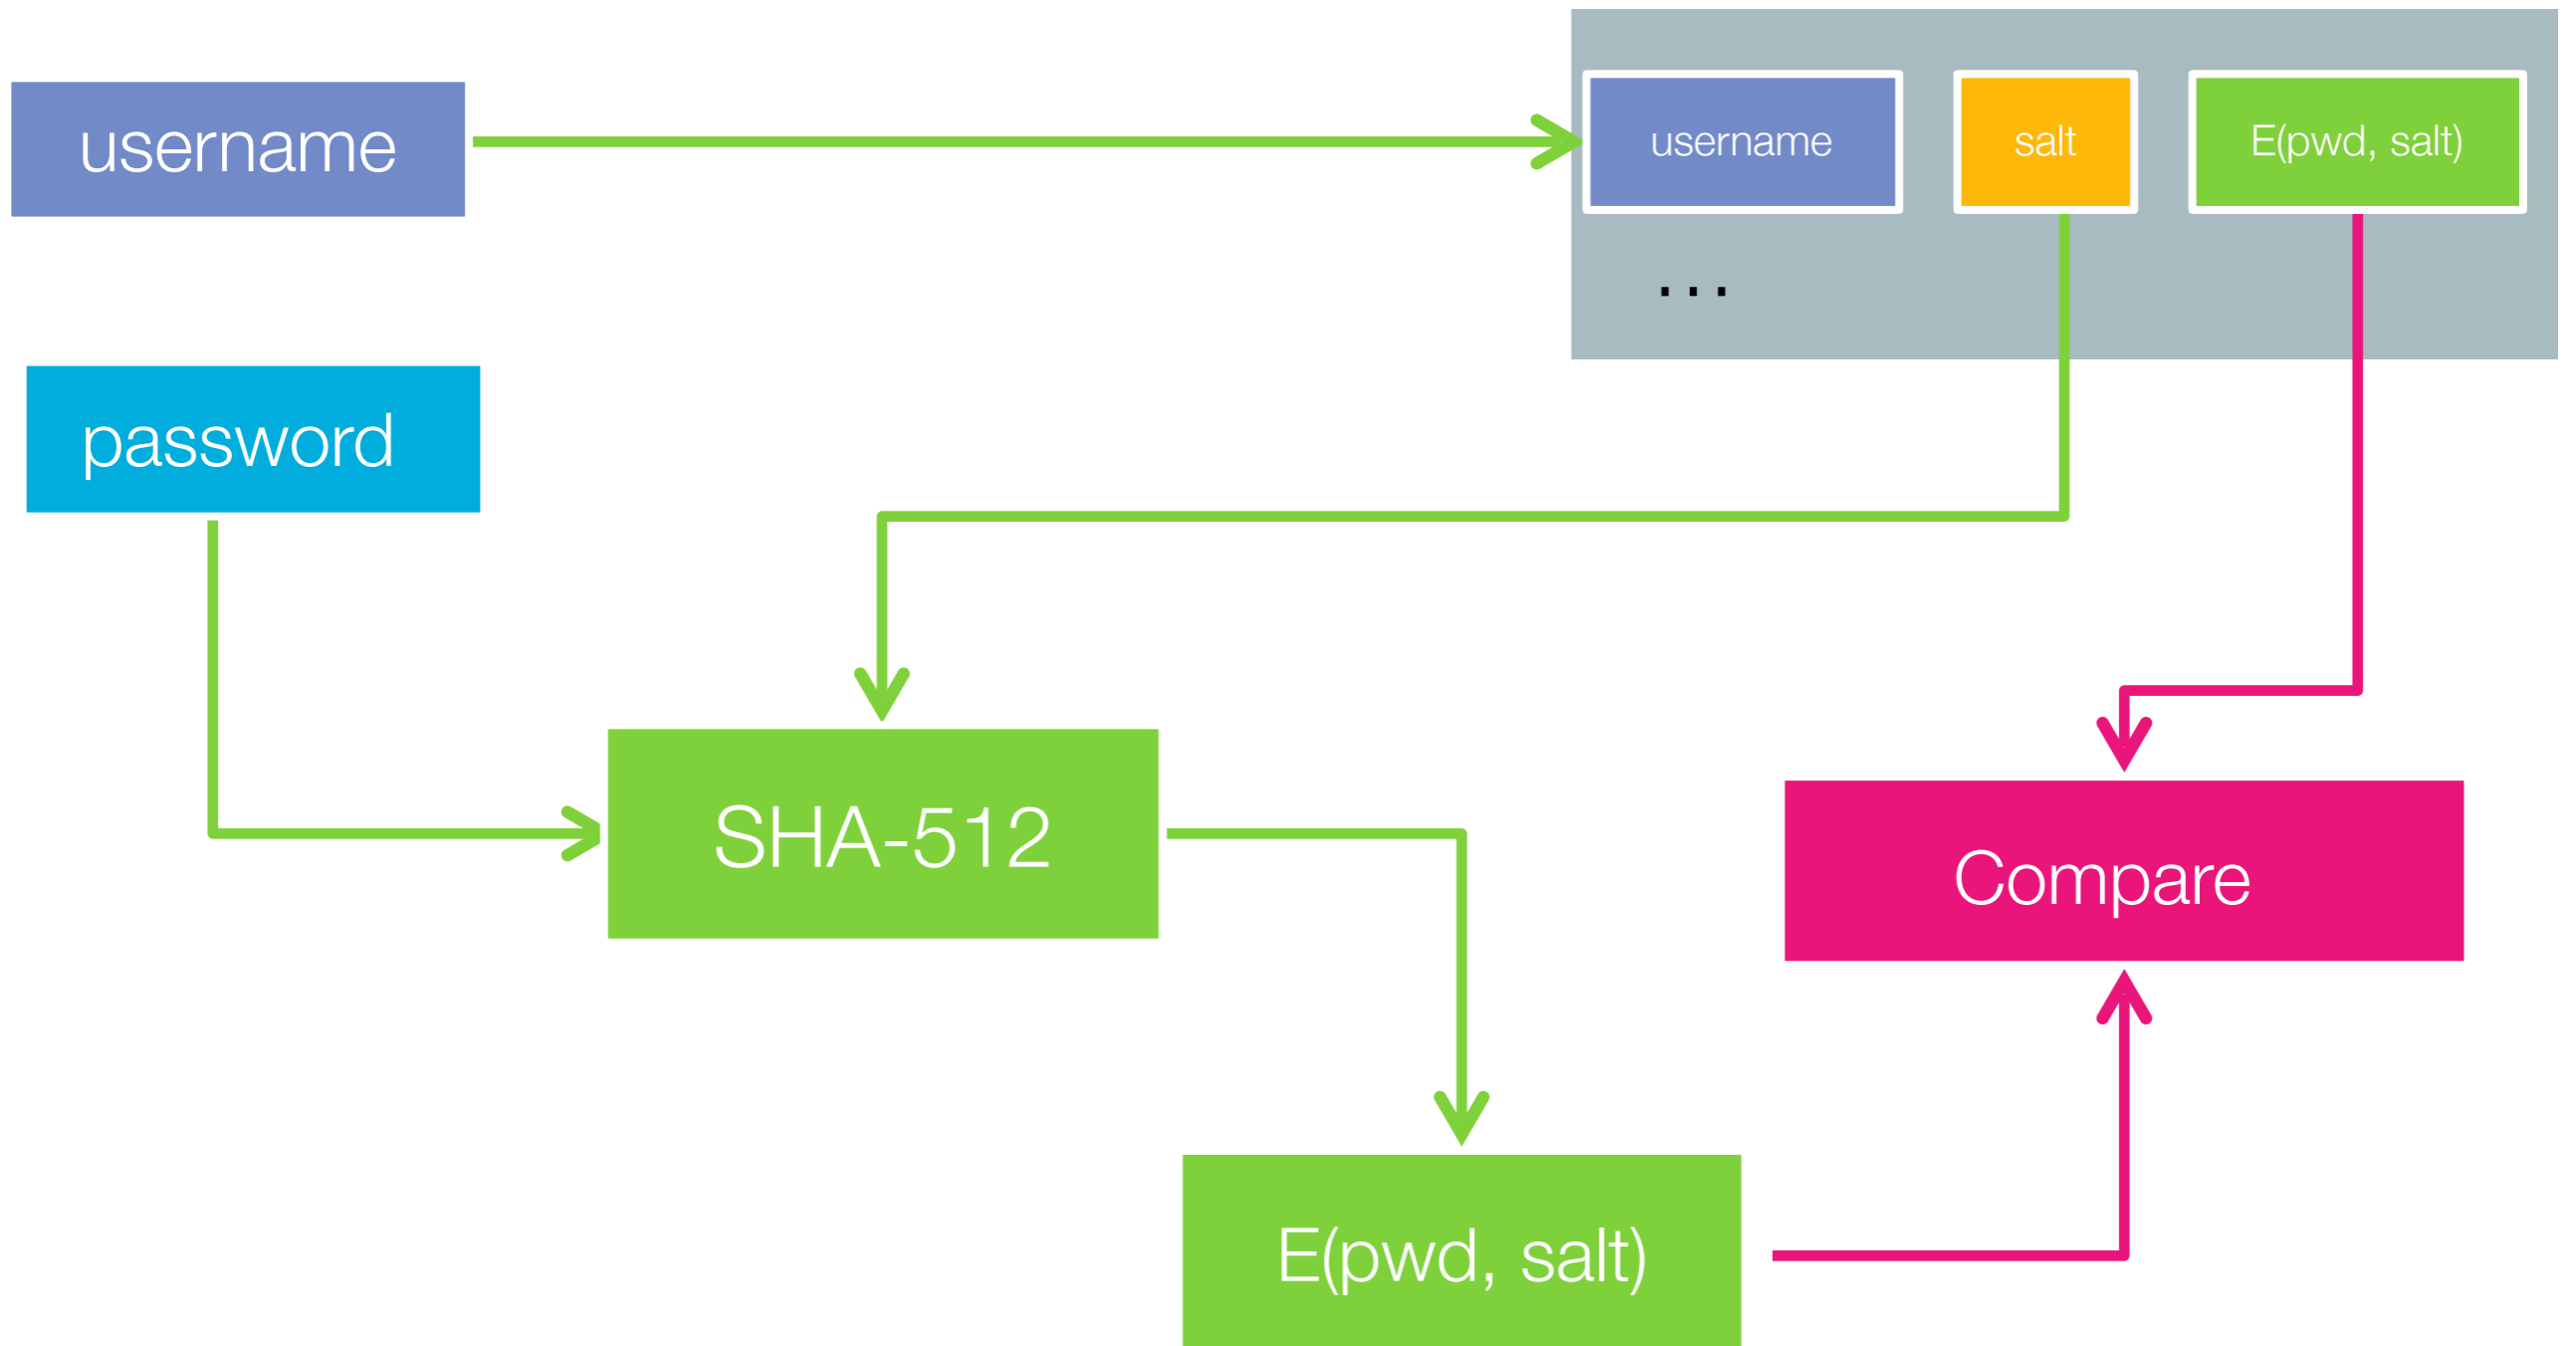 username
username
salt
E(pwd, salt)
...
password
SHA-512
Compare
E(pwd, salt)